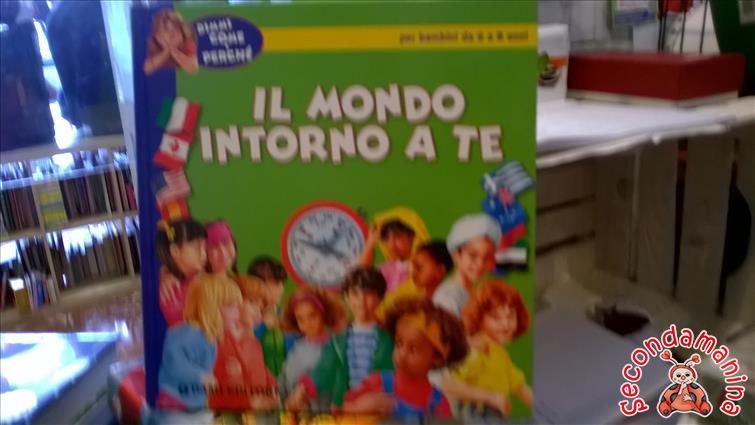 DIMMI
COME
PERCHÉ
per bambini da 6 a 8 anni
IL MONDO
INTORNO A TE
secondamanina